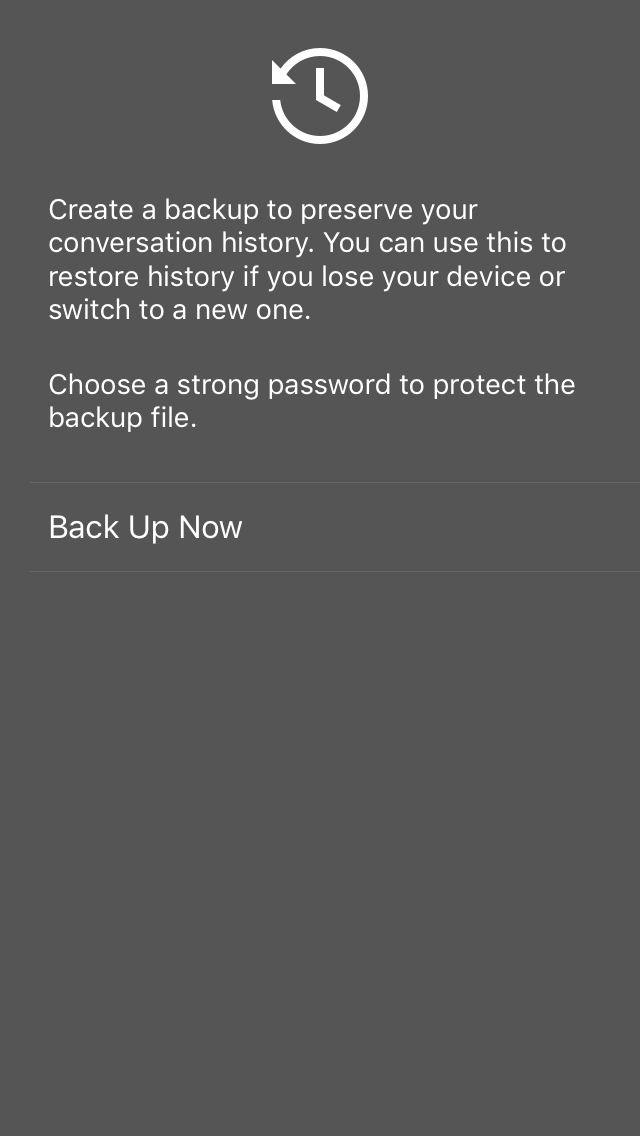 Create a backup to preserve your
conversation history. You can use this to
restore history if you lose your device or
switch to a new one.
Choose a strong password to protect the
backup file.
Back Up Now